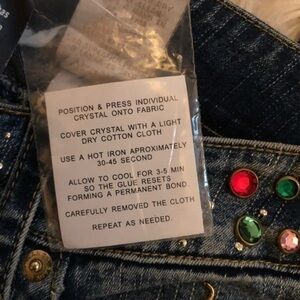 POSITION & PRESS INDIVIDUAL
CRYSTAL ONTO FABRIC
COVER CRYSTAL WITH A LIGHT
DRY COTTON CLOTH
USE A HOT IRON APROXIMATELY
30-45 SECOND
ALLOW TO COOL FOR 3-5 MIN
SO THE GLUE RESETS
FORMING A PERMANENT BOND.
CAREFULLY REMOVED THE CLOTH
REPEAT AS NEEDED.